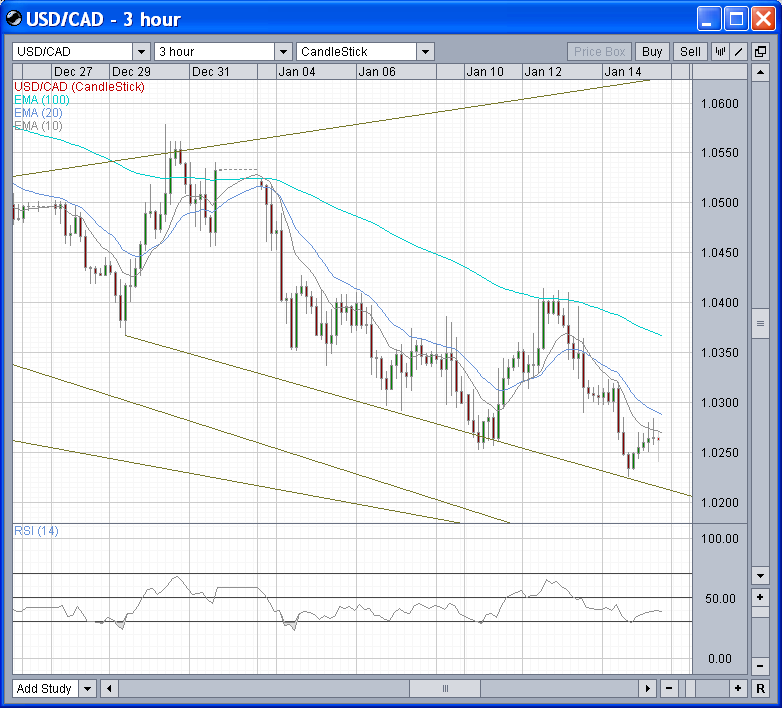 USD/CAD - 3 hour
USD/CAD 3 hour CandleStick Price Box Buy Sell
Dec 27 Dec 29 Dec 31 Jan 04 Jan 06 Jan 10 Jan 12 Jan 14
USD/CAD (CandleStick)
EMA (100)
EMA (20)
EMA (10)
1.0600
1.0550
1.0500
1.0450
1.0400
1.0350
1.0300
1.0250
1.0200
RSI (14)
100.00
50.00
0.00
Add Study R